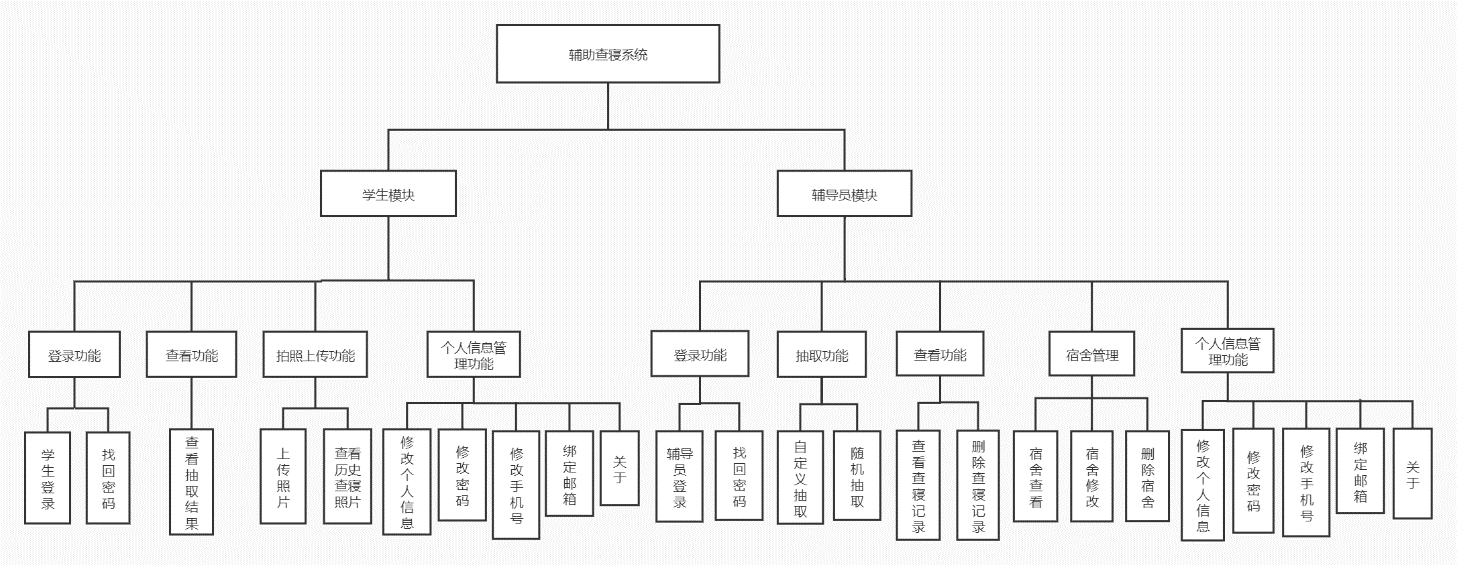 辅助查寝系统
学生模块
辅导员模块
登录功能
查看功能
拍照上传功能
个人信息管
理功能
登录功能
抽取功能
查看功能
宿舍管理
个人信息管
理功能
学生登录
找回密码
查看抽取结果
上传照片
查看
历史
查寝
照片
修改个人信息
修改密码
修改手机号
绑定邮箱
关于
辅导
员登录
找回密码
自定义抽取
随机抽取
查看查寝记录
删除查寝记录
宿舍查看
宿舍修改
删除宿舍
修改个人信息
修改密码
修改手机号
绑定邮箱
关于